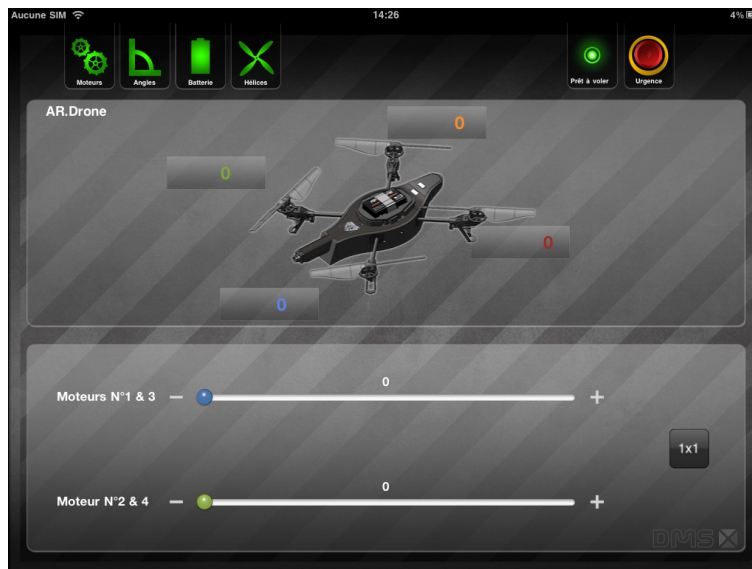 Aucune SIM 14:26 4%
Moteurs Angles Batterie Hélices Prêt à voler Urgence
AR.Drone
0
0
0
0
0
Moteurs N°1 & 3 − +
1x1
0
Moteur N°2 & 4 − +
DMS X